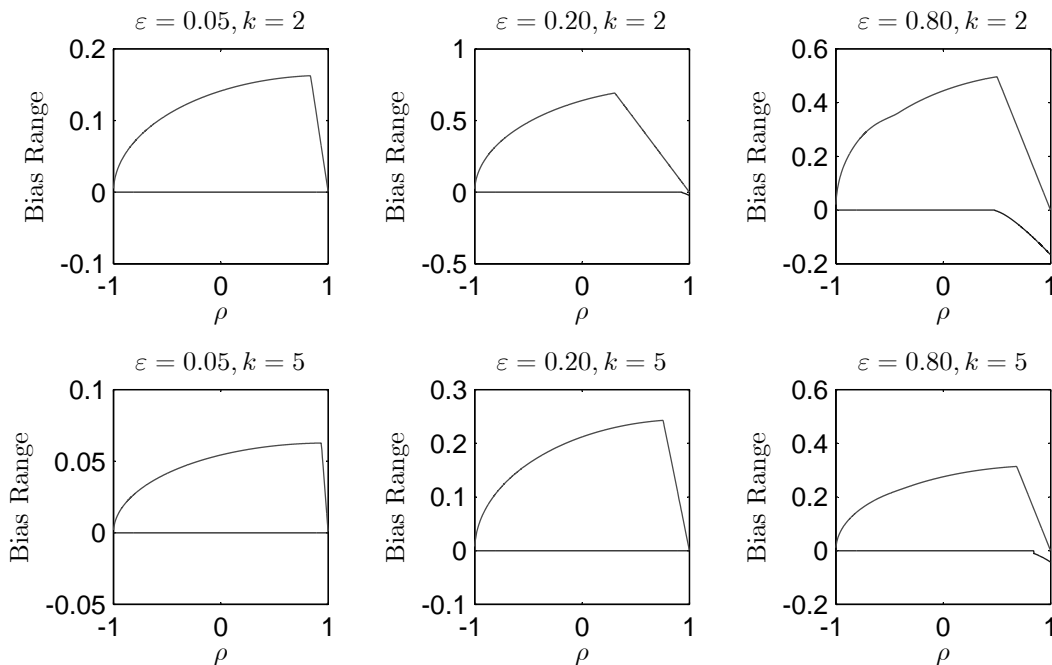 ε = 0.05, k = 2
0.2
0.1
0
-0.1
-1
0
1
Bias Range
ρ
ε = 0.20, k = 2
1
0.5
0
-0.5
-1
0
1
Bias Range
ρ
ε = 0.80, k = 2
0.6
0.4
0.2
0
-0.2
-1
0
1
Bias Range
ρ
ε = 0.05, k = 5
0.1
0.05
0
-0.05
-1
0
1
Bias Range
ρ
ε = 0.20, k = 5
0.3
0.2
0.1
0
-0.1
-1
0
1
Bias Range
ρ
ε = 0.80, k = 5
0.6
0.4
0.2
0
-0.2
-1
0
1
Bias Range
ρ